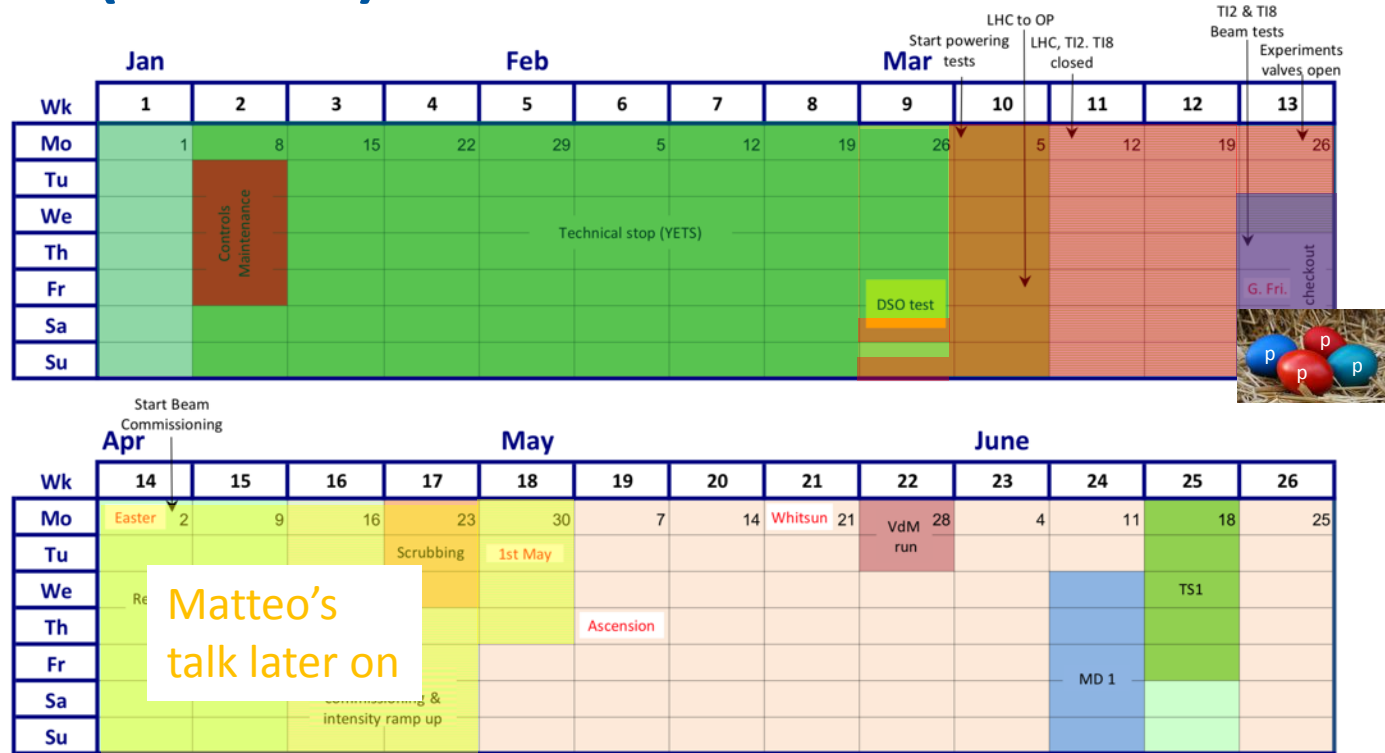 LHC to OP
TI2 & TI8
Beam tests
Start powering
tests
LHC, TI2. TI8
closed
Experiments
valves open
Jan Feb Mar
Wk 1 2 3 4 5 6 7 8 9 10 11 12 13
Mo 1 8 15 22 29 5 12 19 26 5 12 19 26
Tu
We
Th
Fr
Sa
Su
Controls
Maintenance
Technical stop (YETS)
DSO test
G. Fri.
checkout
p p p p
Start Beam
Commissioning
Apr May June
Wk 14 15 16 17 18 19 20 21 22 23 24 25 26
Mo Easter 2 9 16 23 30 7 14 Whitsun 21 28 4 11 18 25
VdM
run
Tu Scrubbing 1st May
We TS1
Th Ascension
Fr
MD 1
Sa
Su
Matteo's
talk later on
commissioning &
intensity ramp up